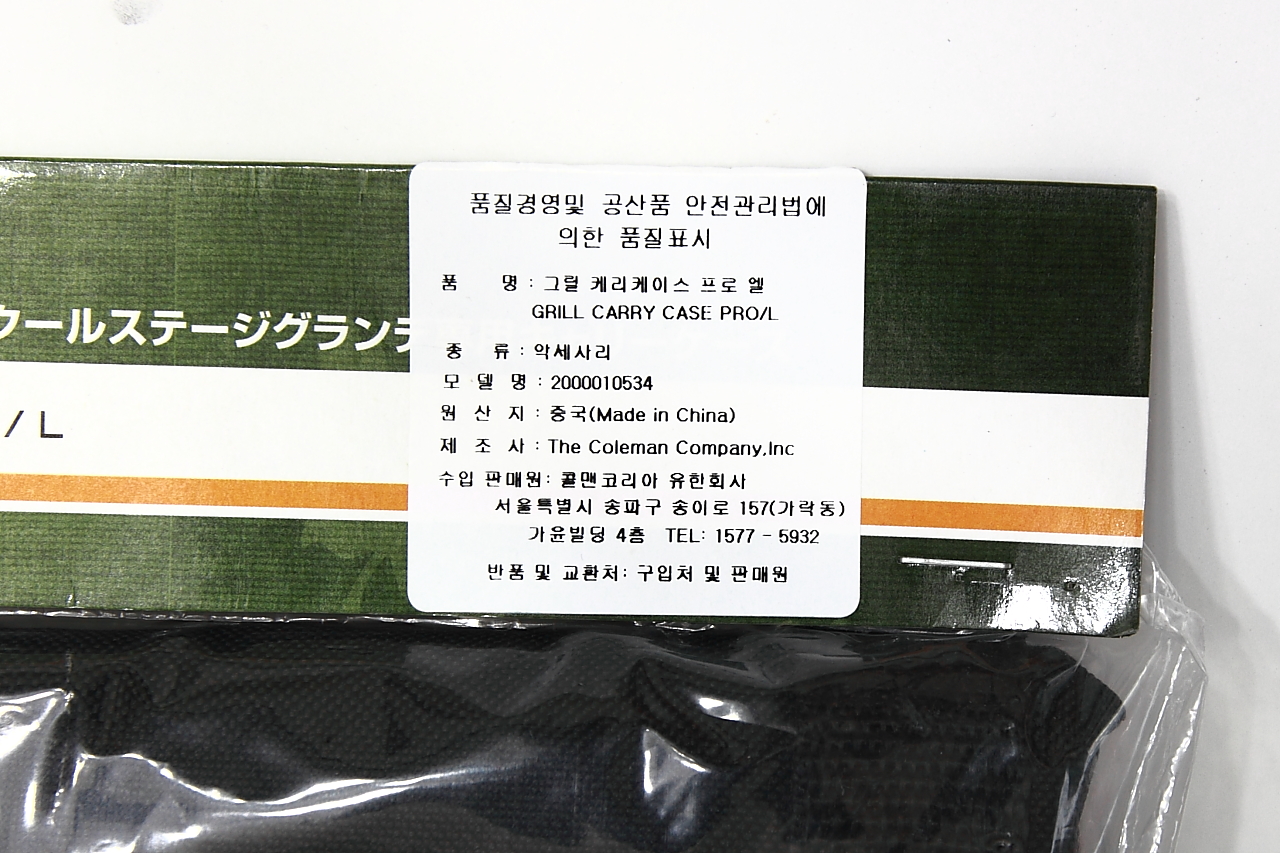 품질경영및 공산품 안전관리법에
의한 품질표시
품 명 : 그릴 케리케이스 프로 엘
GRILL CARRY CASE PRO/L
종 류 : 악세사리
모 델 명 : 2000010534
원 산 지 : 중국(Made in China)
제 조 사 : The Coleman Company,Inc
수입 판매원: 콜맨코리아 유한회사
서울특별시 송파구 송이로 157(가락동)
가윤빌딩 4층 TEL: 1577 - 5932
반품 및 교환처: 구입처 및 판매원
クールステージグランデ
/L